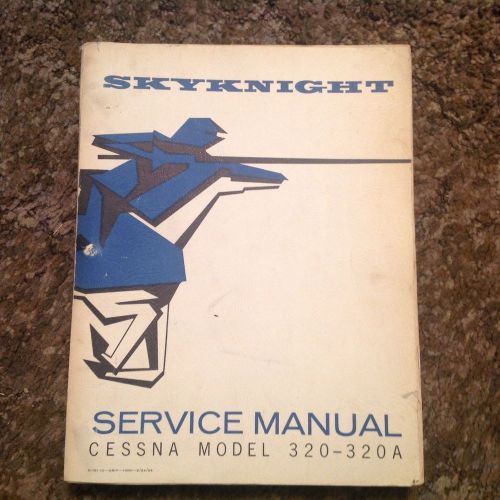 SKYKNIGHT
SERVICE MANUAL
CESSNA MODEL 320-320A